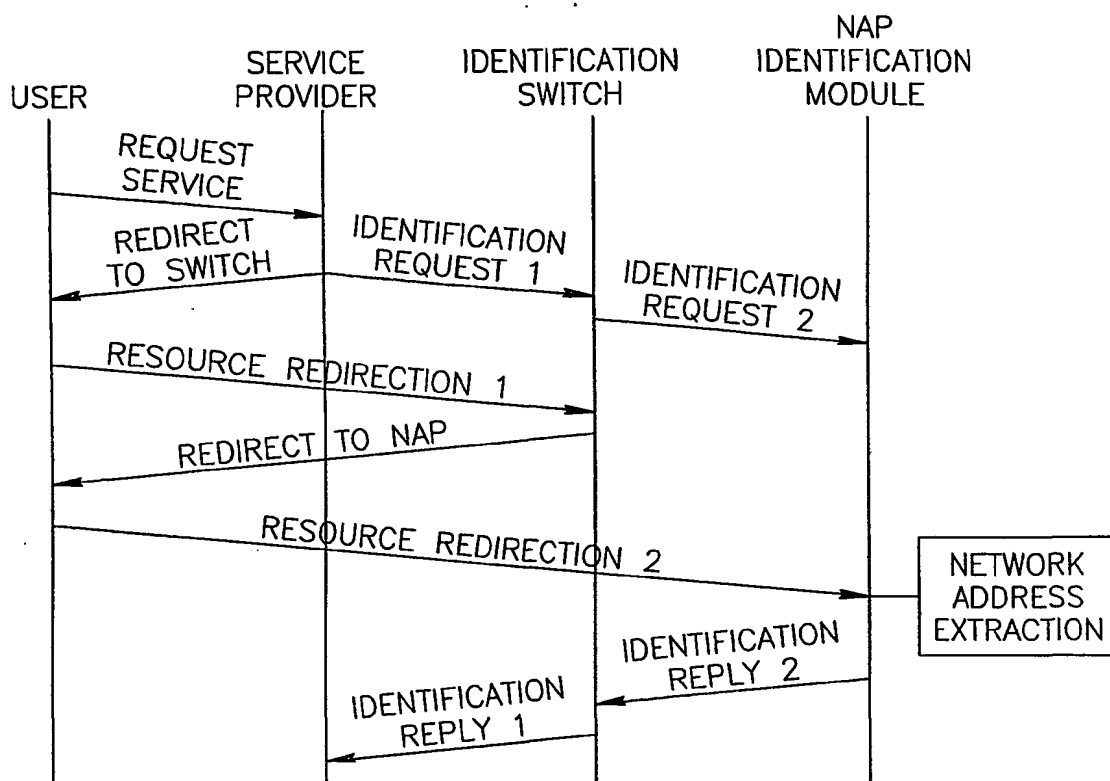 USER
SERVICE
PROVIDER
IDENTIFICATION
SWITCH
NAP
IDENTIFICATION
MODULE
REQUEST
SERVICE
REDIRECT
TO SWITCH
IDENTIFICATION
REQUEST 1
IDENTIFICATION
REQUEST 2
RESOURCE REDIRECTION 1
REDIRECT TO NAP
RESOURCE REDIRECTION 2
NETWORK
ADDRESS
EXTRACTION
IDENTIFICATION
REPLY 2
IDENTIFICATION
REPLY 1